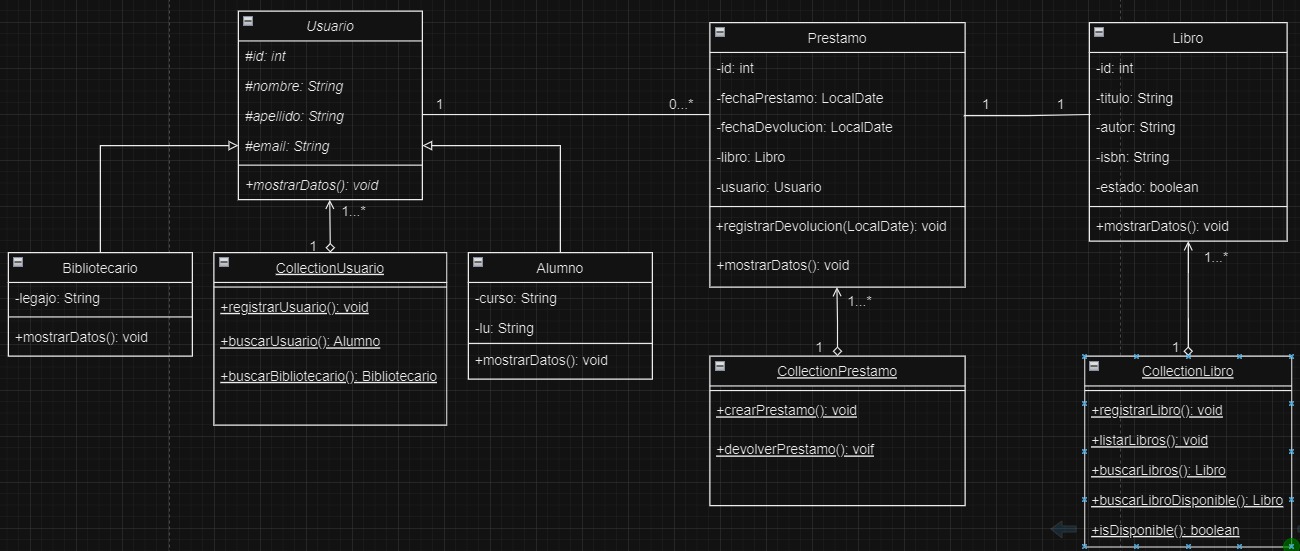 Usuario
#id: int
#nombre: String
#apellido: String
#email: String
+mostrarDatos(): void
1
0...*
Prestamo
-id: int
-fechaPrestamo: LocalDate
-fechaDevolucion: LocalDate
-libro: Libro
-usuario: Usuario
+registrarDevolucion(LocalDate): void
+mostrarDatos(): void
1
1
Libro
-id: int
-titulo: String
-autor: String
-isbn: String
-estado: boolean
+mostrarDatos(): void
1...*
1
1...*
1
1...*
1
Bibliotecario
-legajo: String
+mostrarDatos(): void
CollectionUsuario
+registrarUsuario(): void
+buscarUsuario(): Alumno
+buscarBibliotecario(): Bibliotecario
Alumno
-curso: String
-lu: String
+mostrarDatos(): void
CollectionPrestamo
+crearPrestamo(): void
+devolverPrestamo(): voif
CollectionLibro
+registrarLibro(): void
+listarLibros(): void
+buscarLibros(): Libro
+buscarLibroDisponible(): Libro
+isDisponible(): boolean